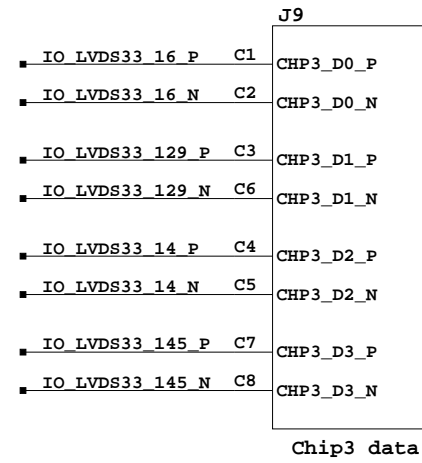 J9
IO_LVDS33_16_P C1 CHP3_D0_P
IO_LVDS33_16_N C2 CHP3_D0_N
IO_LVDS33_129_P C3 CHP3_D1_P
IO_LVDS33_129_N C6 CHP3_D1_N
IO_LVDS33_14_P C4 CHP3_D2_P
IO_LVDS33_14_N C5 CHP3_D2_N
IO_LVDS33_145_P C7 CHP3_D3_P
IO_LVDS33_145_N C8 CHP3_D3_N
Chip3 data